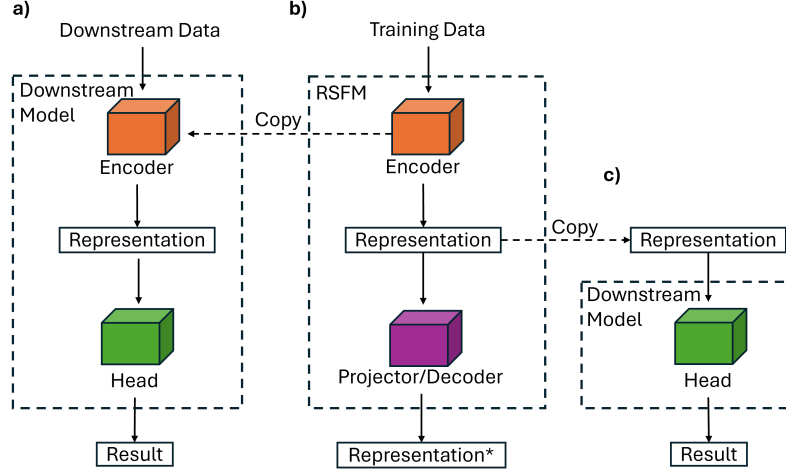 a)
Downstream Data
Downstream
Model
Encoder
Representation
Head
Result
Copy
b)
Training Data
RSFM
Encoder
Representation
Projector/Decoder
Representation*
Copy
c)
Representation
Downstream
Model
Head
Result